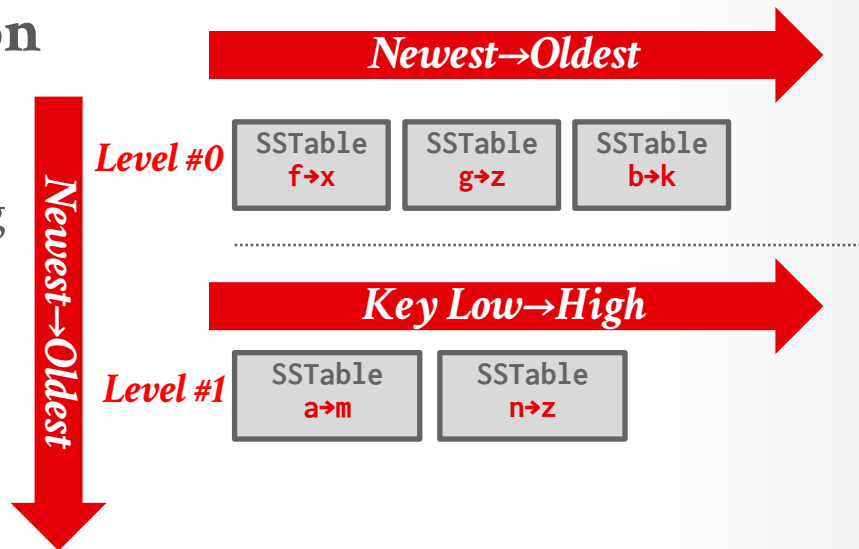 on
Newest→Oldest
Level #0
SSTable
f→x
SSTable
g→z
SSTable
b→k
g
Newest→Oldest
Key Low→High
Level #1
SSTable
a→m
SSTable
n→z